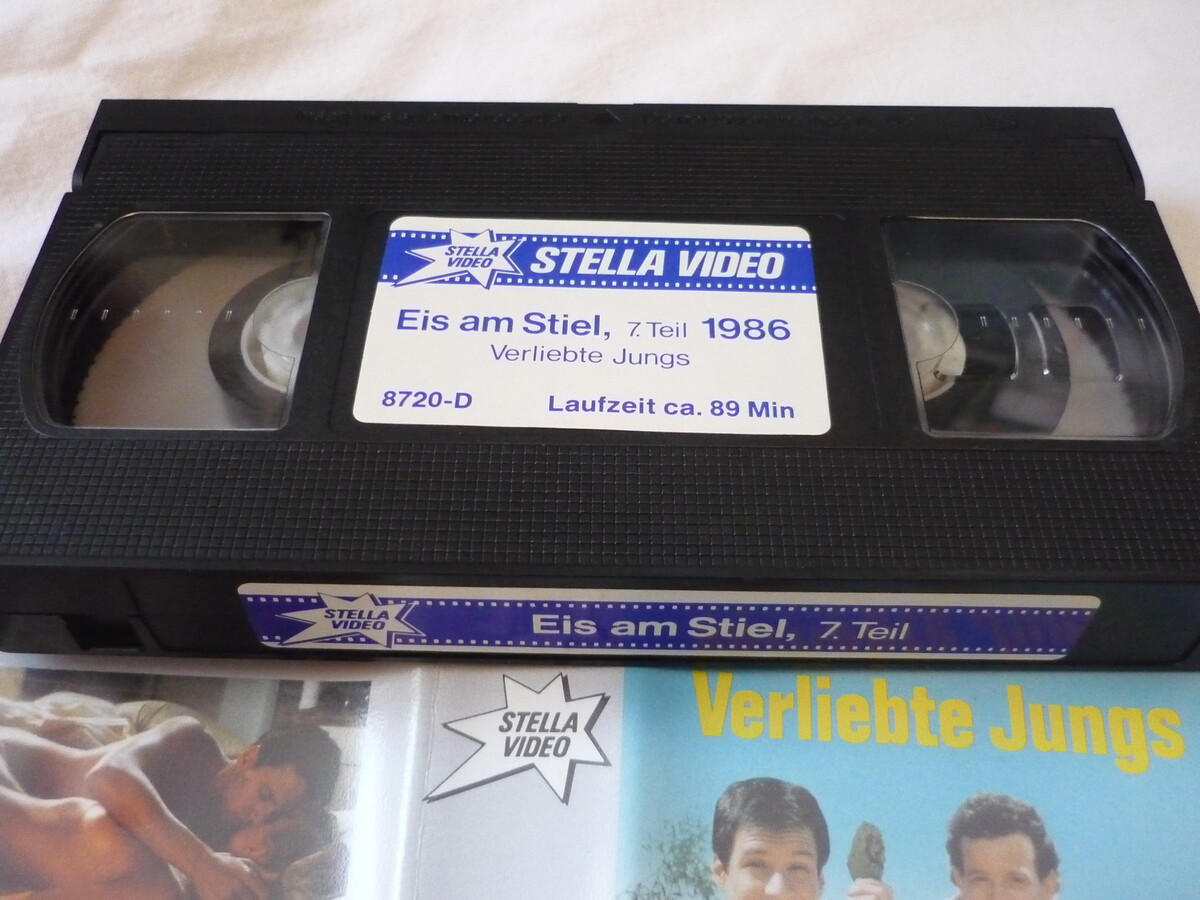 STELLA
VIDEO
STELLA VIDEO
Eis am Stiel, 7. Teil 1986
Verliebte Jungs
8720-D
Laufzeit ca. 89 Min
STELLA
VIDEO
Eis am Stiel, 7. Teil
STELLA
VIDEO
Verliebte Jungs